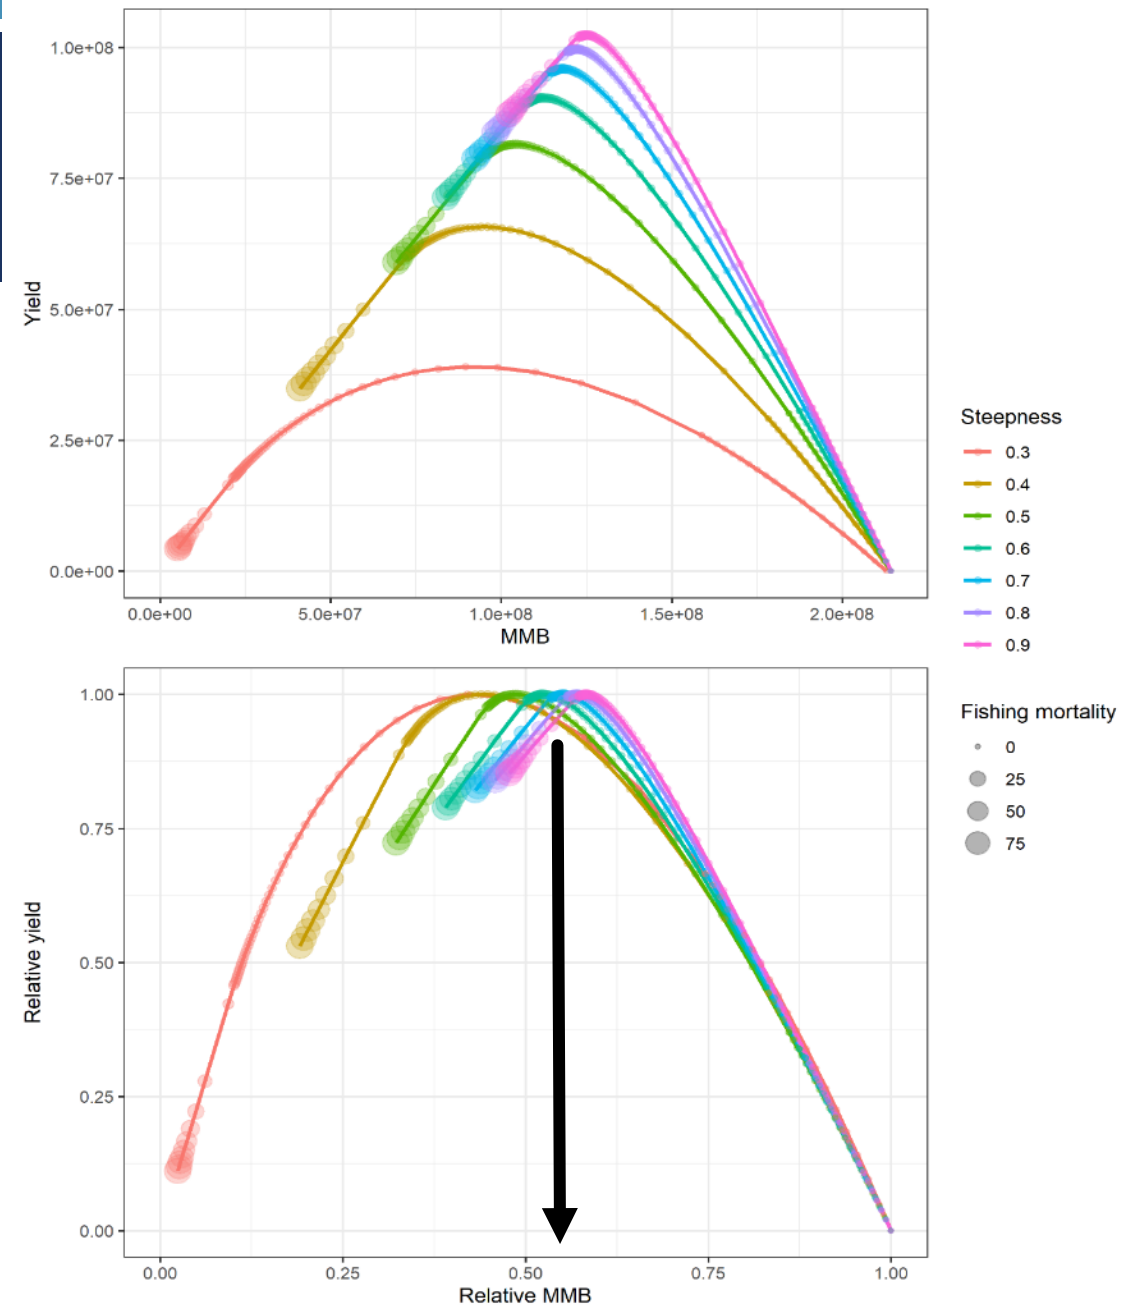 1.0e+08
7.5e+07
5.0e+07
2.5e+07
0.0e+00
Yield
0.0e+00 5.0e+07 1.0e+08 1.5e+08 2.0e+08
MMB
Steepness
0.3
0.4
0.5
0.6
0.7
0.8
0.9
Fishing mortality
0
25
50
75
1.00
0.75
0.50
0.25
0.00
Relative yield
0.00 0.25 0.50 0.75 1.00
Relative MMB